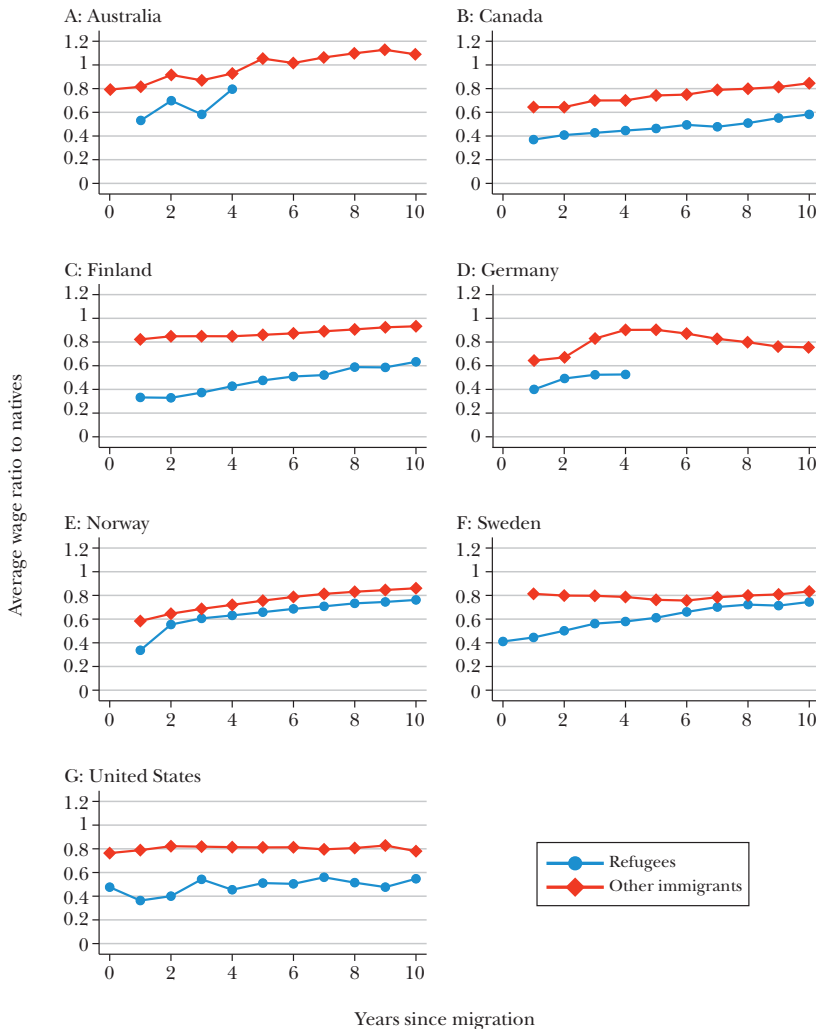 A: Australia
1.2
1
0.8
0.6
0.4
0.2
0
0 2 4 6 8 10
B: Canada
1.2
1
0.8
0.6
0.4
0.2
0
0 2 4 6 8 10
C: Finland
1.2
1
0.8
0.6
0.4
0.2
0
0 2 4 6 8 10
D: Germany
1.2
1
0.8
0.6
0.4
0.2
0
0 2 4 6 8 10
Average wage ratio to natives
E: Norway
1.2
1
0.8
0.6
0.4
0.2
0
0 2 4 6 8 10
F: Sweden
1.2
1
0.8
0.6
0.4
0.2
0
0 2 4 6 8 10
G: United States
1.2
1
0.8
0.6
0.4
0.2
0
0 2 4 6 8 10
Refugees
Other immigrants
Years since migration